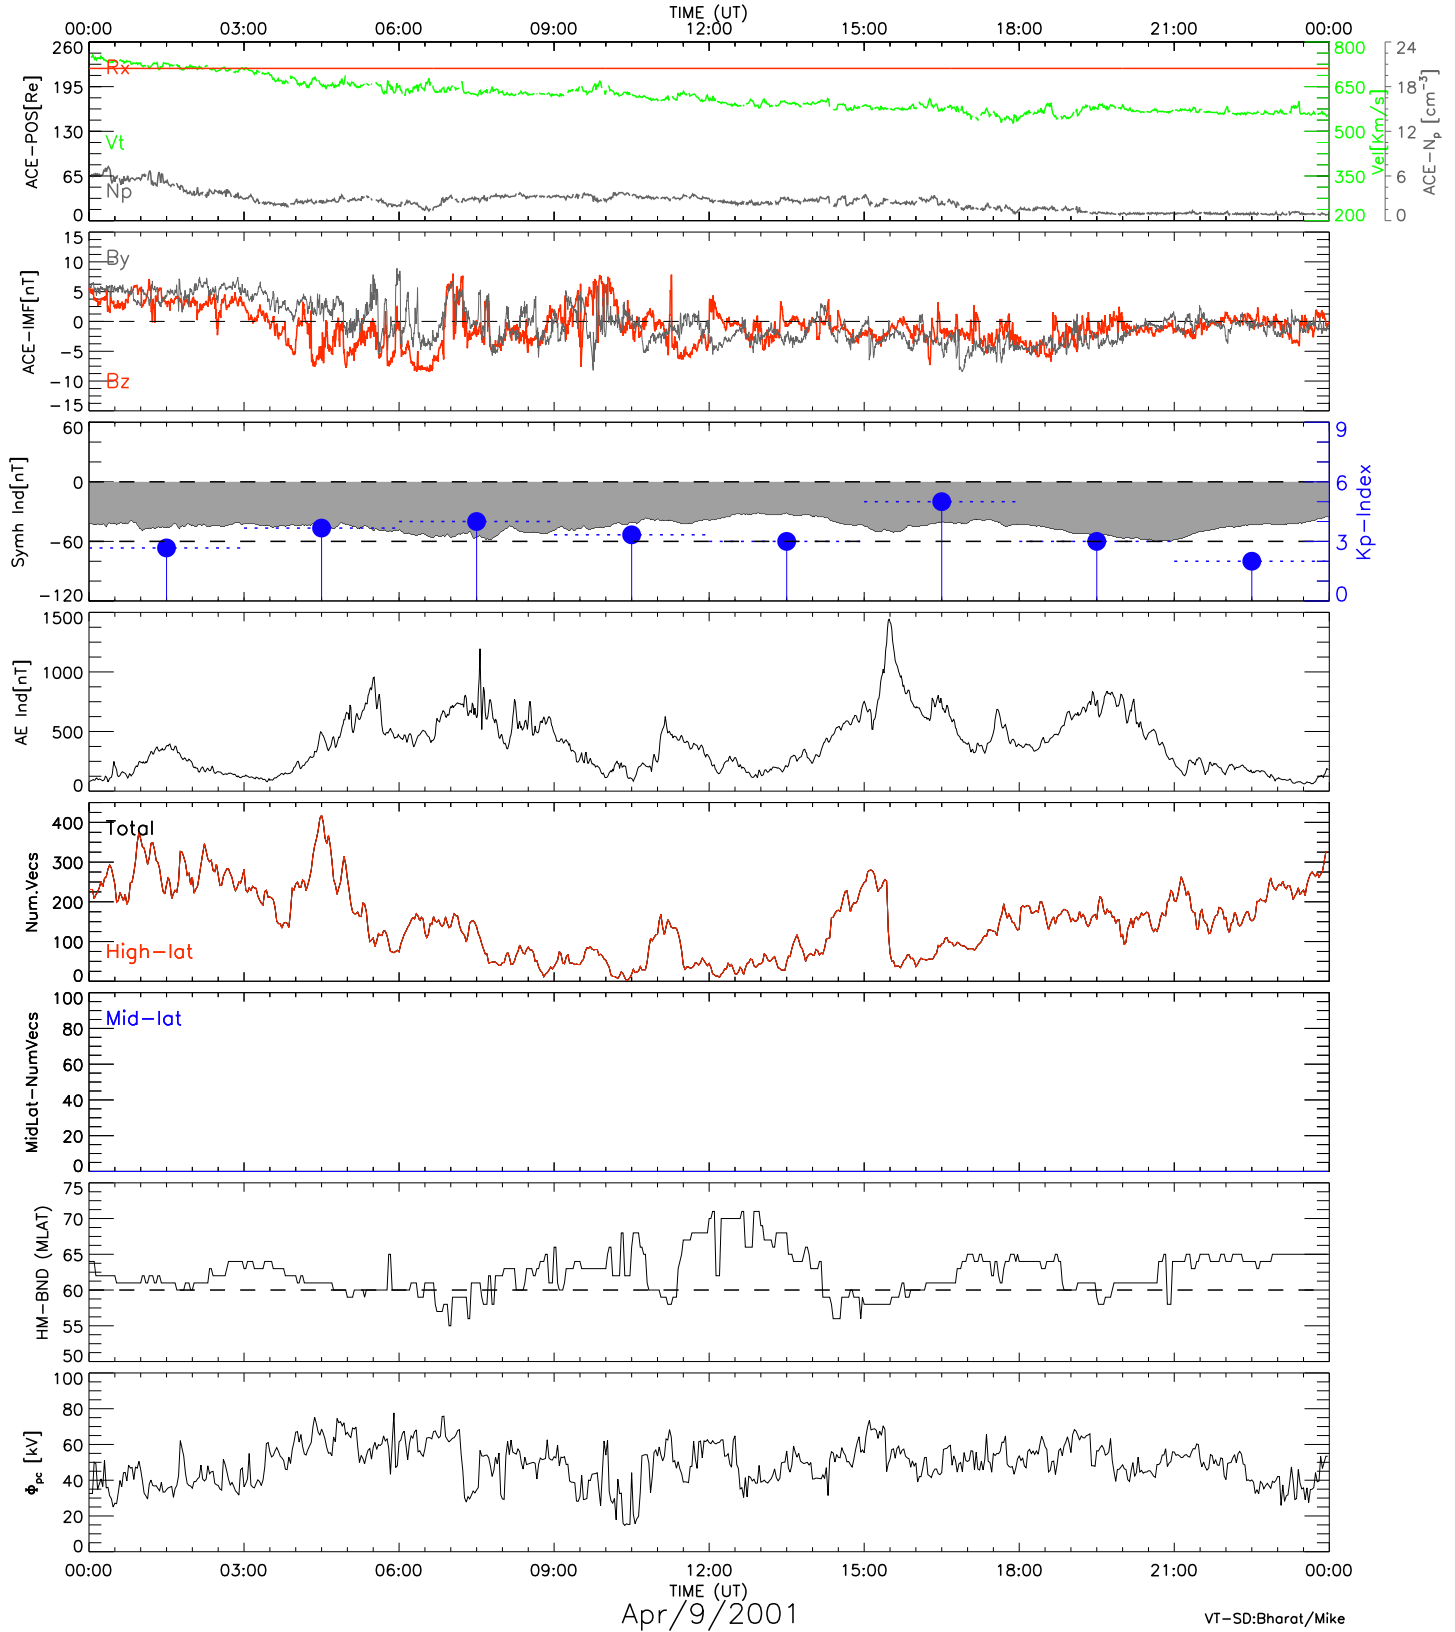 TIME (UT)
00:00 03:00 06:00 09:00 12:00 15:00 18:00 21:00 00:00
ACE-POS[Re]
260
195
130
65
0
Rx
Vt
Np
800
650
500
350
200
Vel[Km/s]
24
18
12
6
0
ACE-Np [cm⁻³]
ACE-IMF[nT]
15
10
5
0
-5
-10
-15
By
Bz
Symh Ind[nT]
60
0
-60
-120
9
6
3
0
Kp-Index
AE Ind[nT]
1500
1000
500
0
Num.Vecs
400
300
200
100
0
Total
High-lat
MidLat-NumVecs
100
80
60
40
20
0
Mid-lat
HM-BND (MLAT)
75
70
65
60
55
50
Φpc [kV]
100
80
60
40
20
0
00:00 03:00 06:00 09:00 12:00 15:00 18:00 21:00 00:00
TIME (UT)
Apr/9/2001
VT-SD:Bharat/Mike